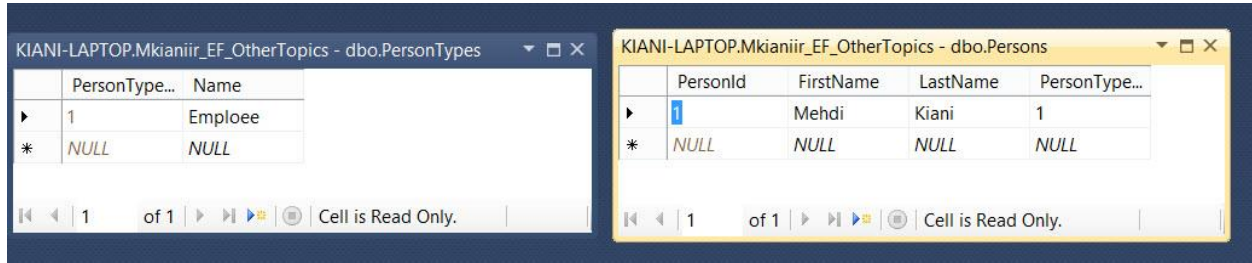 KIANI-LAPTOP.Mkianiir_EF_OtherTopics - dbo.PersonTypes
PersonType... Name
1 Emploee
NULL NULL
1 of 1 Cell is Read Only.
KIANI-LAPTOP.Mkianiir_EF_OtherTopics - dbo.Persons
PersonId FirstName LastName PersonType...
1 Mehdi Kiani 1
NULL NULL NULL NULL
1 of 1 Cell is Read Only.